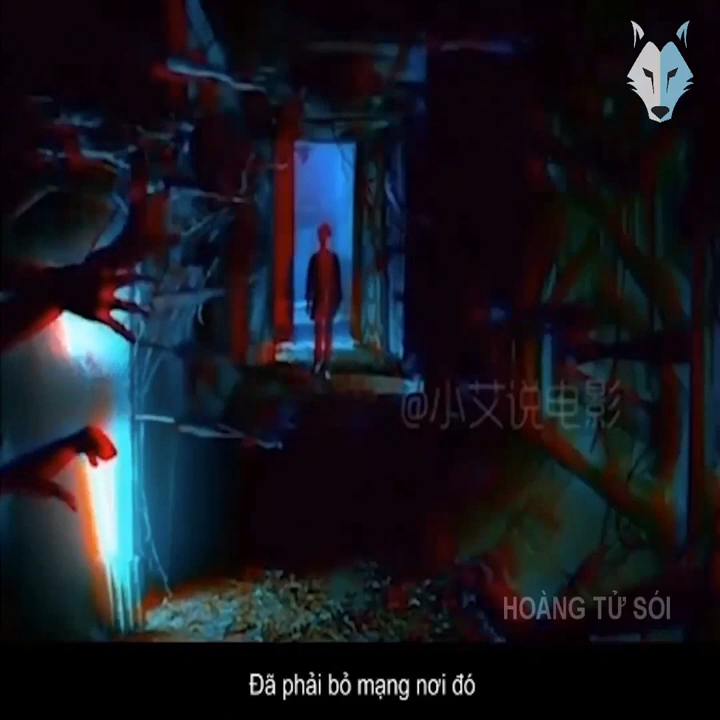 @小艾说电影
HOÀNG TỬ SÓI
Đã phải bỏ mạng nơi đó